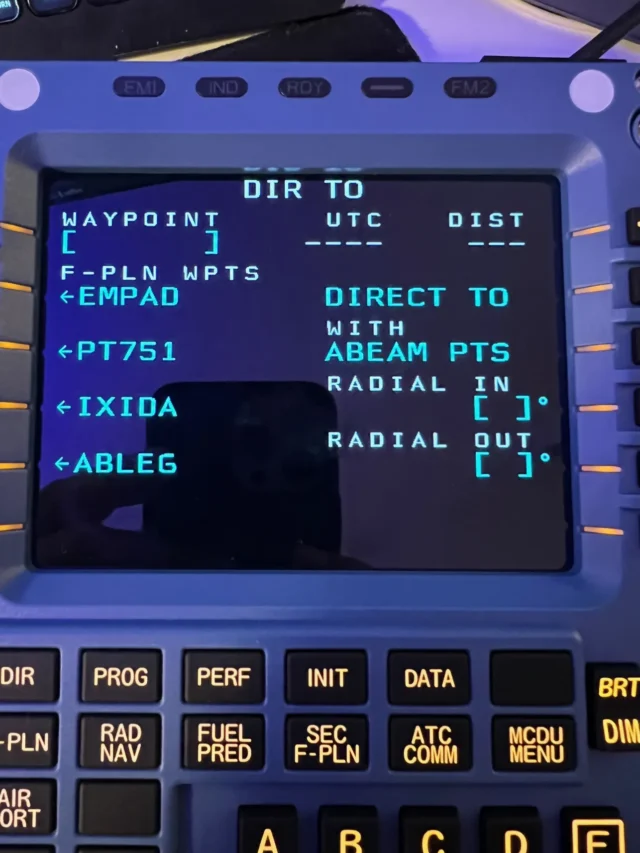 FM1 IND RDY FM2
DIR TO
WAYPOINT UTC DIST
[ ] ---- ---
F-PLN WPTS
←EMPAD DIRECT TO
WITH
←PT751 ABEAM PTS
RADIAL IN
←IXIDA [ ]°
RADIAL OUT
←ABLEG [ ]°
DIR PROG PERF INIT DATA
BRT
-PLN RAD NAV FUEL PRED SEC F-PLN ATC COMM MCDU MENU DIM
AIR
ORT
A B C D E